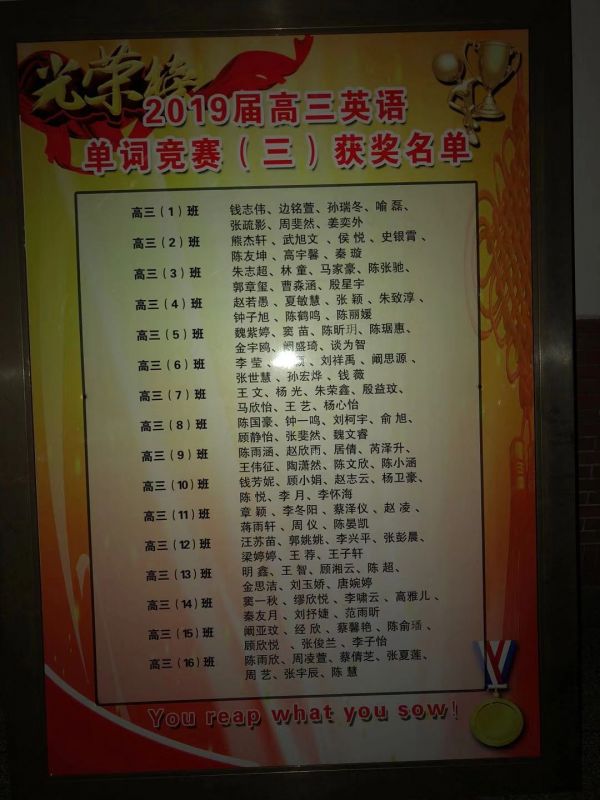 光荣榜
2019届高三英语
单词竞赛（三）获奖名单
高三（1）班 钱志伟、边铭萱、孙瑞冬、喻 磊、
张疏影、周斐然、姜奕外
高三（2）班 熊杰轩 、武旭文 、侯 悦 、史银霄 、
陈友坤 、高宇馨 、秦 璇
高三（3）班 朱志超、林 童、马家豪、陈张驰、
郭章玺、曹淼涵、殷星宇
高三（4）班 赵若愚 、夏敏慧 、张 颖 、朱致淳 、
钟子旭 、陈鹤鸣 、陈丽媛
高三（5）班 魏紫婷、窦 苗、陈昕玥、陈琚惠、
金宇鸥、阚盛琦、谈为智
高三（6）班 李 莹、 、刘祥禹 、阚思源 、
张世慧 、孙宏烨 、钱 薇
高三（7）班 王 文、杨 光、朱荣鑫、殷益玟、
马欣怡、王 艺、杨心怡
高三（8）班 陈国豪、钟一鸣、刘柯宇、俞 旭、
顾静怡、张斐然、魏文睿
高三（9）班 陈雨涵、赵欣雨、居倩、芮泽升、
王伟征、陶潇然、陈文欣、陈小涵
高三（10）班 钱芳妮、顾小娟、赵志云、杨卫豪、
陈 悦、李 月、李怀海
高三（11）班 章 颖 、李冬阳 、蔡泽仪 、赵 凌 、
蒋雨轩 、周 仪 、陈晏凯
高三（12）班 汪苏苗、郭姚姚、李兴平、张彭晨、
梁婷婷、王 荐、王子轩
高三（13）班 明 鑫、王 智、顾湘云、陈 超、
金思洁、刘玉娇、唐婉婷
高三（14）班 窦一秋 、缪欣悦 、李啸云 、高雅儿 、
秦友月 、刘抒婕 、范雨昕
高三（15）班 阚亚玟 、经 欣 、蔡馨艳 、陈俞璠 、
顾欣悦 、张俊兰 、李子怡
高三（16）班 陈雨欣、周凌萱、蔡倩芝、张夏莲、
周 艺、张宇辰、陈 慧
You reap what you sow!